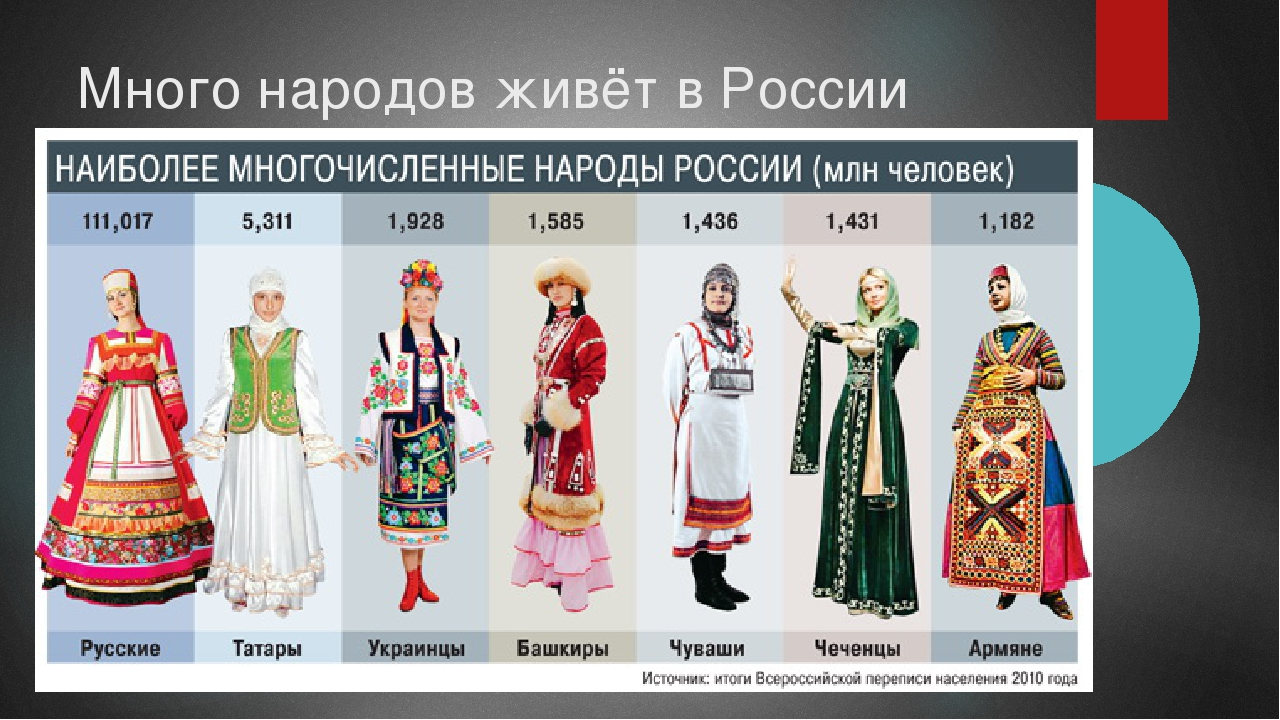 Много народов живёт в России
НАИБОЛЕЕ МНОГОЧИСЛЕННЫЕ НАРОДЫ РОССИИ (млн человек)
111,017 5,311 1,928 1,585 1,436 1,431 1,182
Русские Татары Украинцы Башкиры Чуваши Чеченцы Армяне
Источник: итоги Всероссийской переписи населения 2010 года